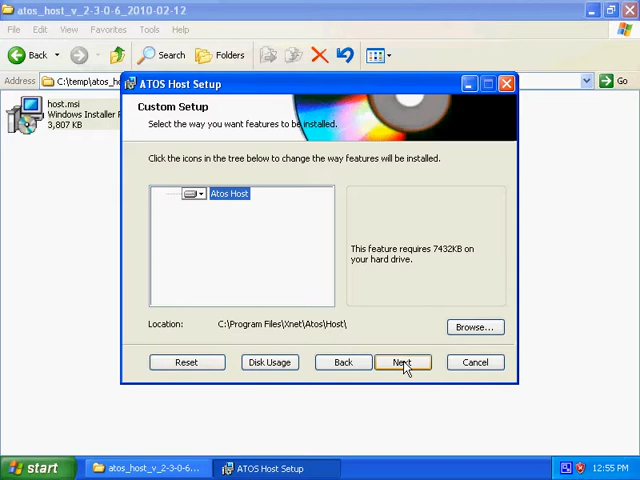 atos_host_v_2-3-0-6_2010-02-12
File Edit View Favorites Tools Help
Back Search Folders
Address C:\temp\atos_ho Go
host.msi
Windows Installer P
3,807 KB
ATOS Host Setup
Custom Setup
Select the way you want features to be installed.
Click the icons in the tree below to change the way features will be installed.
Atos Host
This feature requires 7432KB on
your hard drive.
Location: C:\Program Files\Xnet\Atos\Host\
Browse...
Reset Disk Usage Back Next Cancel
start atos_host_v_2-3-0-6... ATOS Host Setup 12:55 PM